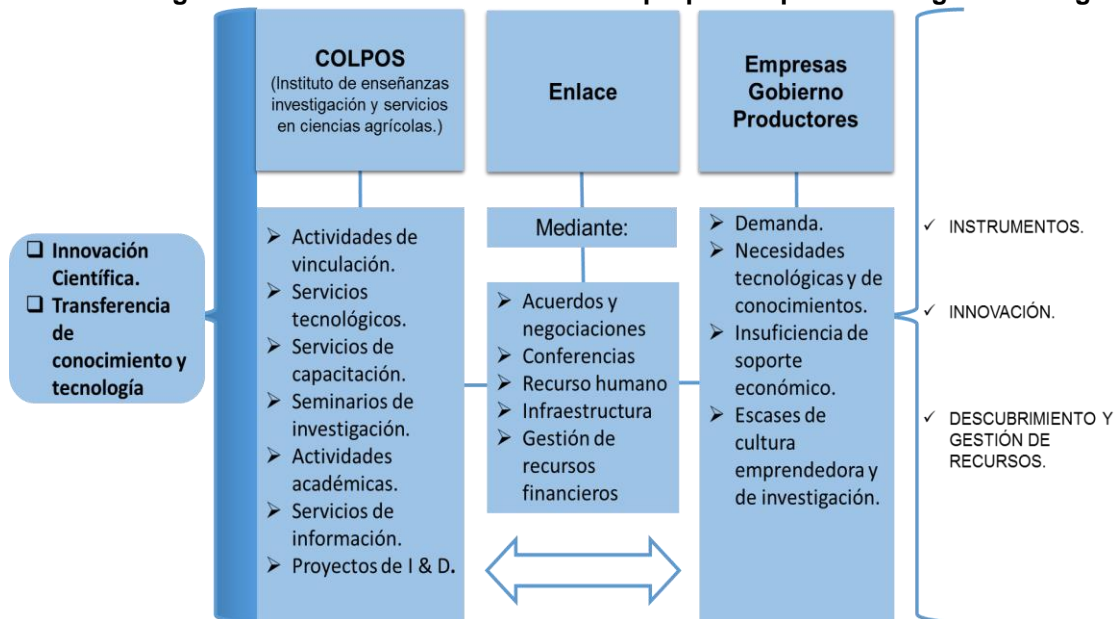 COLPOS
(Instituto de enseñanzas
investigación y servicios
en ciencias agrícolas.)
Enlace
Empresas
Gobierno
Productores
❑ Innovación
Científica.
❑ Transferencia
de
conocimiento y
tecnología
➢ Actividades de
vinculación.
➢ Servicios
tecnológicos.
➢ Servicios de
capacitación.
➢ Seminarios de
investigación.
➢ Actividades
académicas.
➢ Servicios de
información.
➢ Proyectos de I & D.
Mediante:
➢ Acuerdos y
negociaciones
➢ Conferencias
➢ Recurso humano
➢ Infraestructura
➢ Gestión de
recursos
financieros
➢ Demanda.
➢ Necesidades
tecnológicas y de
conocimientos.
➢ Insuficiencia de
soporte
económico.
➢ Escases de
cultura
emprendedora y
de investigación.
✓ INSTRUMENTOS.
✓ INNOVACIÓN.
✓ DESCUBRIMIENTO Y
GESTIÓN DE
RECURSOS.